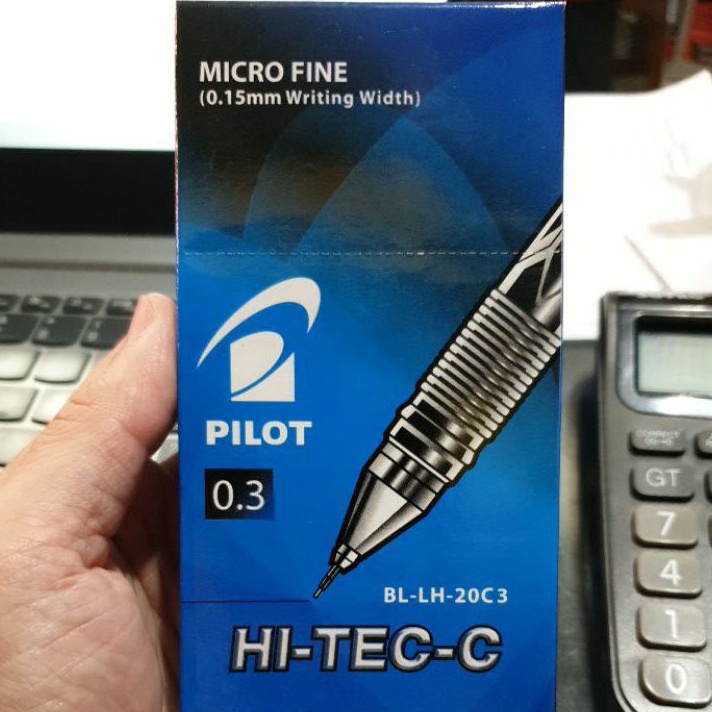 MICRO FINE
(0.15mm Writing Width)
PILOT
0.3
BL-LH-20C3
HI-TEC-C
GT
7
4
1
0